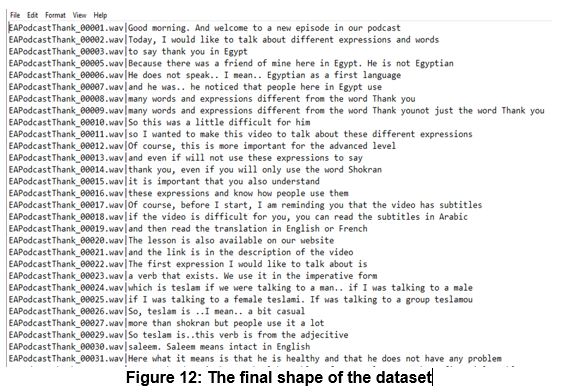 File Edit Format View Help
EAPodcastThank_00001.wav|Good morning. And welcome to a new episode in our podcast
EAPodcastThank_00002.wav|Today, I would like to talk about different expressions and words
EAPodcastThank_00003.wav|to say thank you in Egypt
EAPodcastThank_00005.wav|Because there was a friend of mine here in Egypt. He is not Egyptian
EAPodcastThank_00006.wav|He does not speak.. I mean.. Egyptian as a first language
EAPodcastThank_00007.wav|and he was.. he noticed that people here in Egypt use
EAPodcastThank_00008.wav|many words and expressions different from the word Thank you
EAPodcastThank_00009.wav|many words and expressions different from the word Thank younot just the word Thank you
EAPodcastThank_00010.wav|So this was a little difficult for him
EAPodcastThank_00011.wav|so I wanted to make this video to talk about these different expressions
EAPodcastThank_00012.wav|Of course, this is more important for the advanced level
EAPodcastThank_00013.wav|and even if will not use these expressions to say
EAPodcastThank_00014.wav|thank you, even if you will only use the word Shokran
EAPodcastThank_00015.wav|it is important that you also understand
EAPodcastThank_00016.wav|these expressions and know how people use them
EAPodcastThank_00017.wav|Of course, before I start, I am reminding you that the video has subtitles
EAPodcastThank_00018.wav|if the video is difficult for you, you can read the subtitles in Arabic
EAPodcastThank_00019.wav|and then read the translation in English or French
EAPodcastThank_00020.wav|The lesson is also available on our website
EAPodcastThank_00021.wav|and the link is in the description of the video
EAPodcastThank_00022.wav|The first expression I would like to talk about is
EAPodcastThank_00023.wav|a verb that exists. We use it in the imperative form
EAPodcastThank_00024.wav|which is teslam if we were talking to a man.. if I was talking to a male
EAPodcastThank_00025.wav|if I was talking to a female teslami. If was talking to a group teslamou
EAPodcastThank_00026.wav|So, teslam is ..I mean.. a bit casual
EAPodcastThank_00027.wav|more than shokran but people use it a lot
EAPodcastThank_00029.wav|So teslam is..this verb is from the adjecitive
EAPodcastThank_00030.wav|saleem. Saleem means intact in English
EAPodcastThank_00031.wav|Here what it means is that he is healthy and that he does not have any problem
Figure 12: The final shape of the dataset